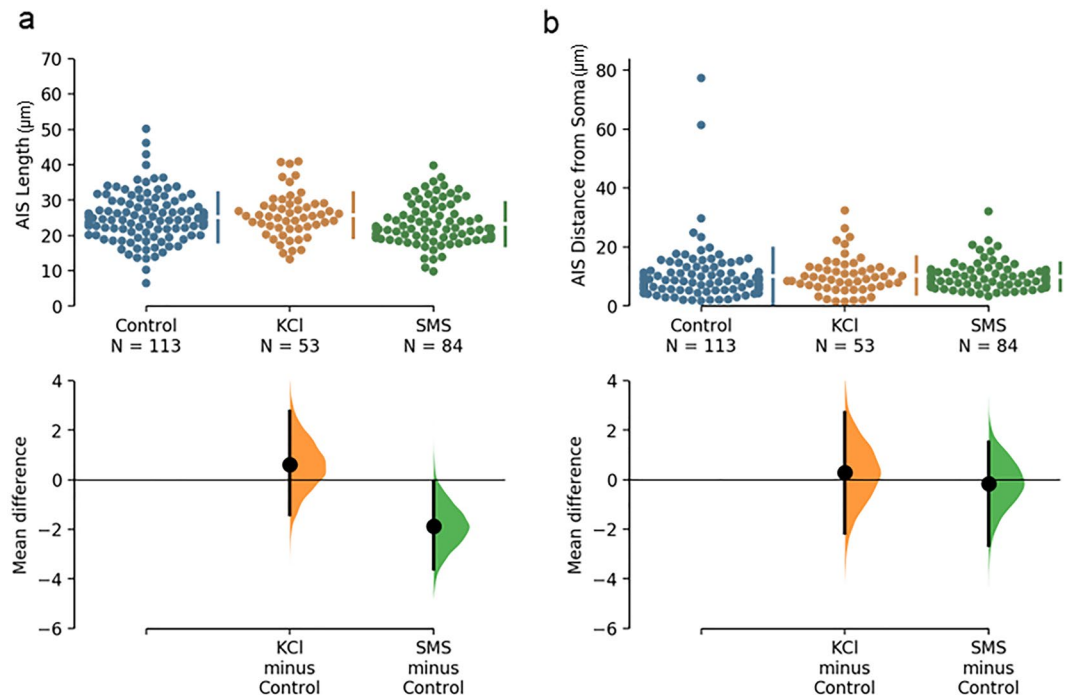 a
AIS Length (μm)
70
60
50
40
30
20
10
0
Control
N = 113
KCl
N = 53
SMS
N = 84
Mean difference
4
2
0
−2
−4
−6
KCl
minus
Control
SMS
minus
Control
b
AIS Distance from Soma (μm)
80
60
40
20
0
Control
N = 113
KCl
N = 53
SMS
N = 84
Mean difference
4
2
0
−2
−4
−6
KCl
minus
Control
SMS
minus
Control